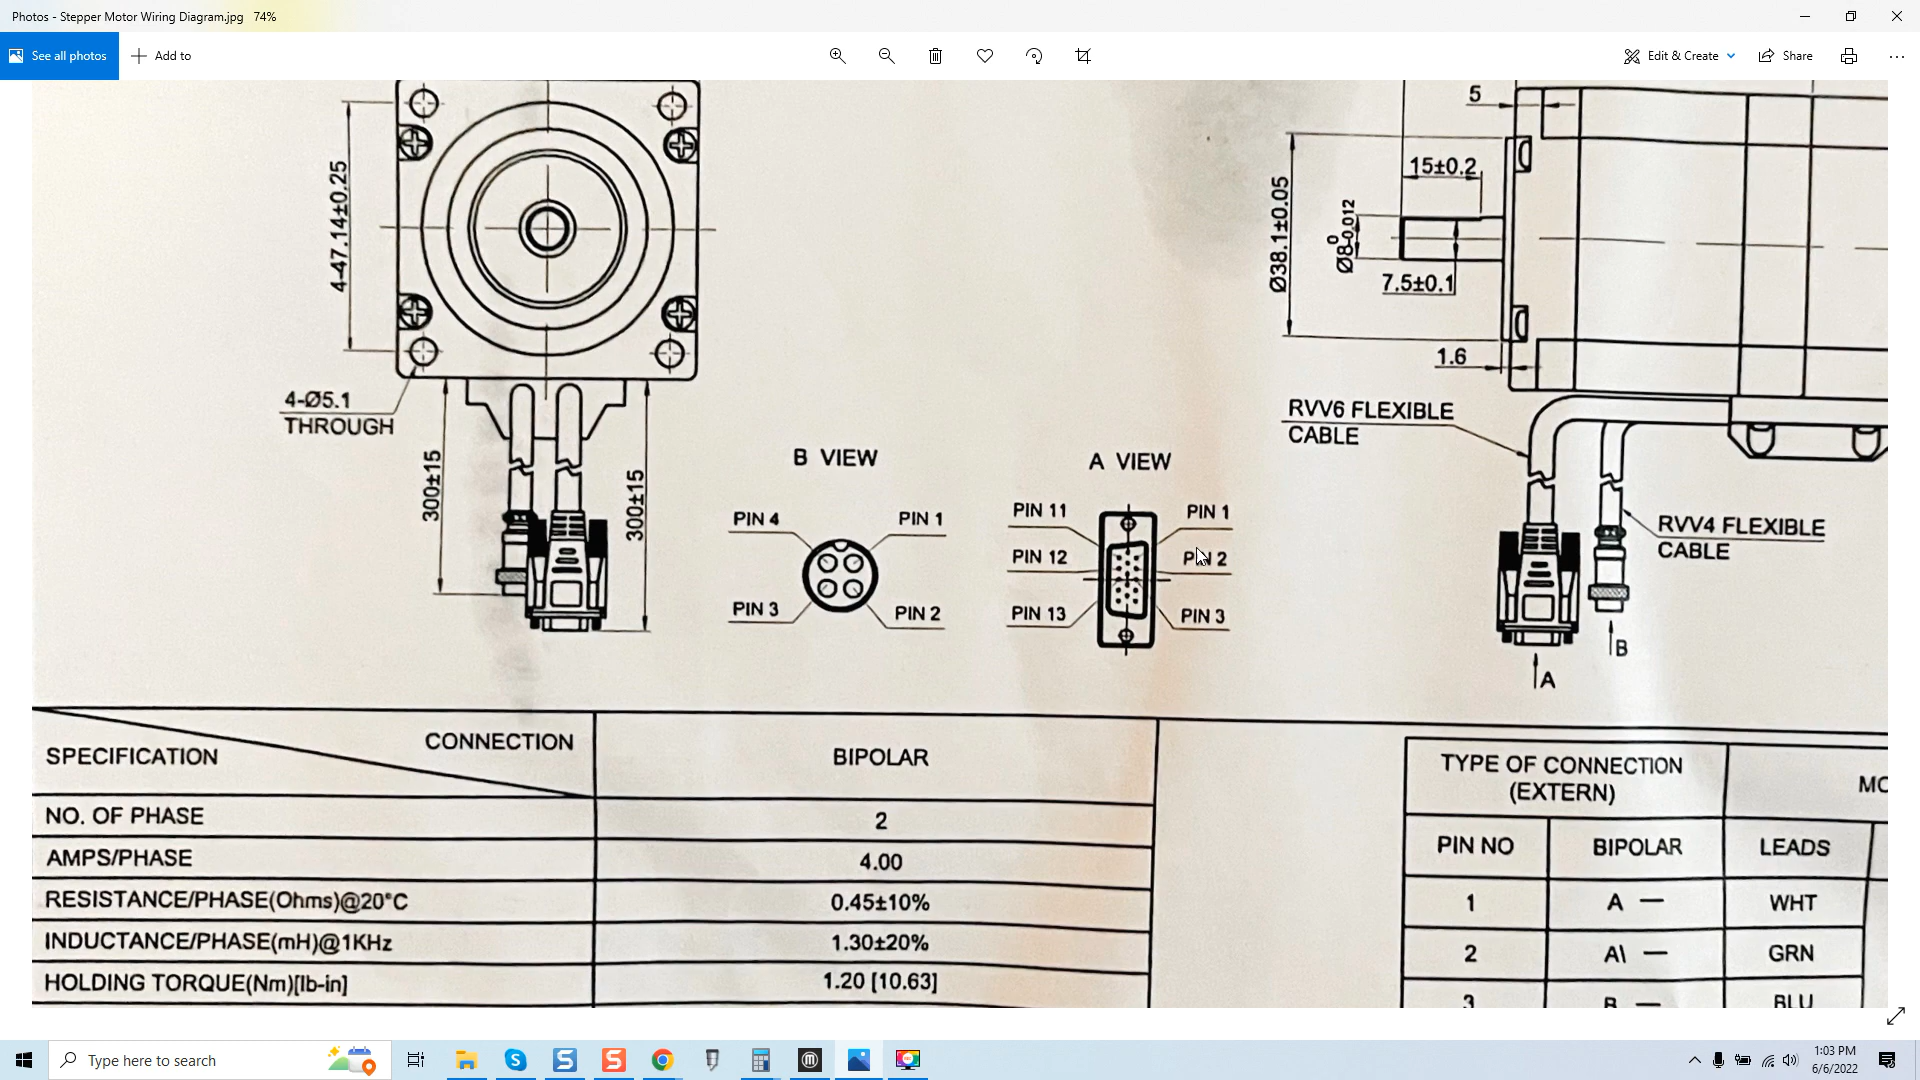 Photos - Stepper Motor Wiring Diagram.jpg 74%
See all photos
Add to
Edit & Create
Share
4-47.14±0.25
4-Ø5.1
THROUGH
300±15
300±15
B VIEW
PIN 4
PIN 1
PIN 3
PIN 2
A VIEW
PIN 11
PIN 1
PIN 12
PIN 2
PIN 13
PIN 3
5
15±0.2
Ø38.1±0.05
Ø8 0 -0.012
7.5±0.1
1.6
RVV6 FLEXIBLE
CABLE
RVV4 FLEXIBLE
CABLE
B
A
SPECIFICATION
CONNECTION
BIPOLAR
NO. OF PHASE
2
AMPS/PHASE
4.00
RESISTANCE/PHASE(Ohms)@20°C
0.45±10%
INDUCTANCE/PHASE(mH)@1KHz
1.30±20%
HOLDING TORQUE(Nm)[lb-in]
1.20 [10.63]
TYPE OF CONNECTION
(EXTERN)
MO
PIN NO
BIPOLAR
LEADS
1
A —
WHT
2
A\ —
GRN
3
B —
BLU
Type here to search
1:03 PM
6/6/2022